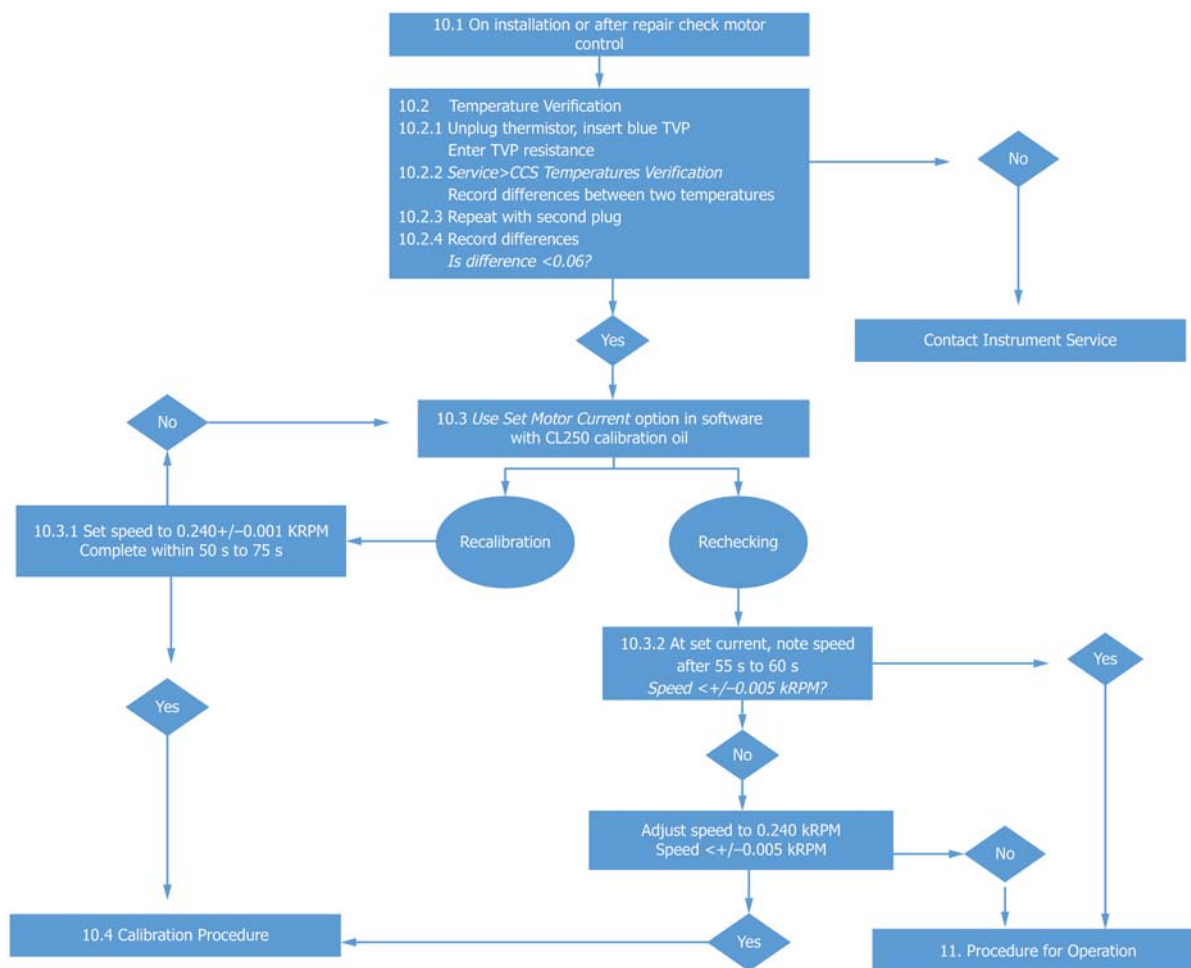 10.1 On installation or after repair check motor
control
10.2 Temperature Verification
10.2.1 Unplug thermistor, insert blue TVP
Enter TVP resistance
10.2.2 Service>CCS Temperatures Verification
Record differences between two temperatures
10.2.3 Repeat with second plug
10.2.4 Record differences
Is difference <0.06?
No
Contact Instrument Service
Yes
10.3 Use Set Motor Current option in software
with CL250 calibration oil
No
10.3.1 Set speed to 0.240+/–0.001 KRPM
Complete within 50 s to 75 s
Recalibration
Rechecking
10.3.2 At set current, note speed
after 55 s to 60 s
Speed <+/–0.005 kRPM?
Yes
Yes
No
Adjust speed to 0.240 kRPM
Speed <+/–0.005 kRPM
No
10.4 Calibration Procedure
Yes
11. Procedure for Operation